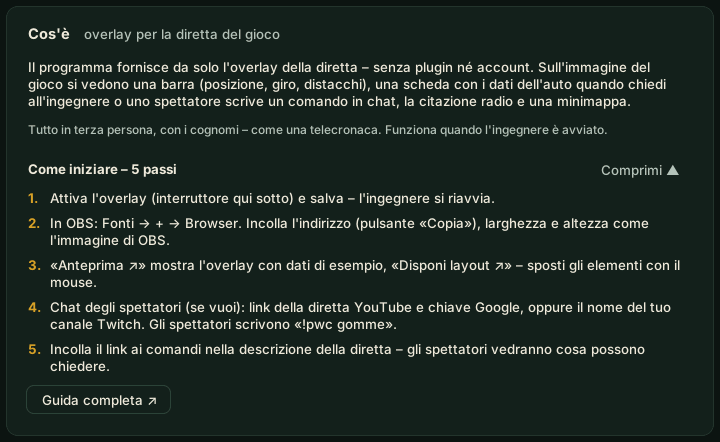 Cos'è overlay per la diretta del gioco
Il programma fornisce da solo l'overlay della diretta – senza plugin né account. Sull'immagine del
gioco si vedono una barra (posizione, giro, distacchi), una scheda con i dati dell'auto quando chiedi
all'ingegnere o uno spettatore scrive un comando in chat, la citazione radio e una minimappa.
Tutto in terza persona, con i cognomi – come una telecronaca. Funziona quando l'ingegnere è avviato.
Come iniziare – 5 passi
Comprimi ▲
1. Attiva l'overlay (interruttore qui sotto) e salva – l'ingegnere si riavvia.
2. In OBS: Fonti → + → Browser. Incolla l'indirizzo (pulsante «Copia»), larghezza e altezza come
l'immagine di OBS.
3. «Anteprima ↗» mostra l'overlay con dati di esempio, «Disponi layout ↗» – sposti gli elementi con il
mouse.
4. Chat degli spettatori (se vuoi): link della diretta YouTube e chiave Google, oppure il nome del tuo
canale Twitch. Gli spettatori scrivono «!pwc gomme».
5. Incolla il link ai comandi nella descrizione della diretta – gli spettatori vedranno cosa possono
chiedere.
Guida completa ↗